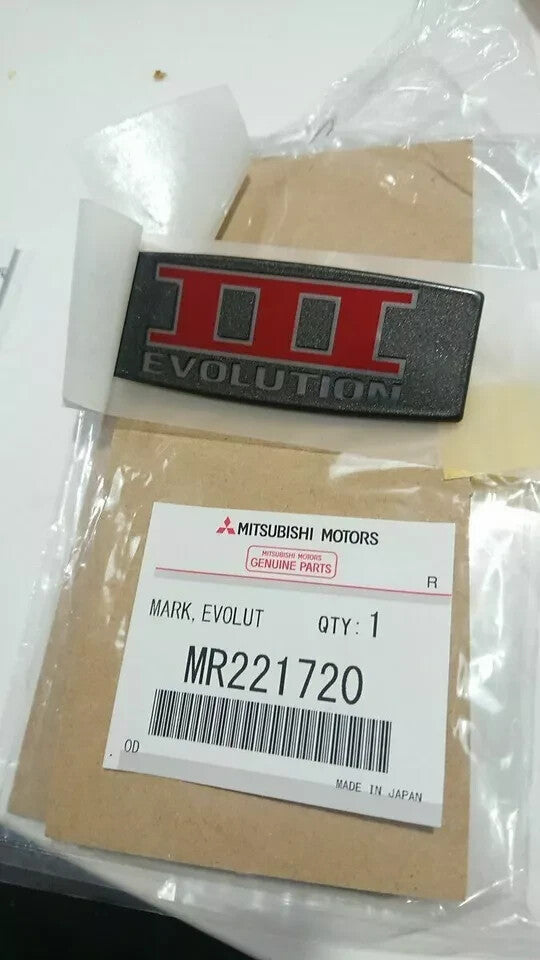 III
EVOLUTION
MITSUBISHI MOTORS
MITSUBISHI MOTORS
GENUINE PARTS
R
MARK, EVOLUT QTY: 1
MR221720
OD
MADE IN JAPAN